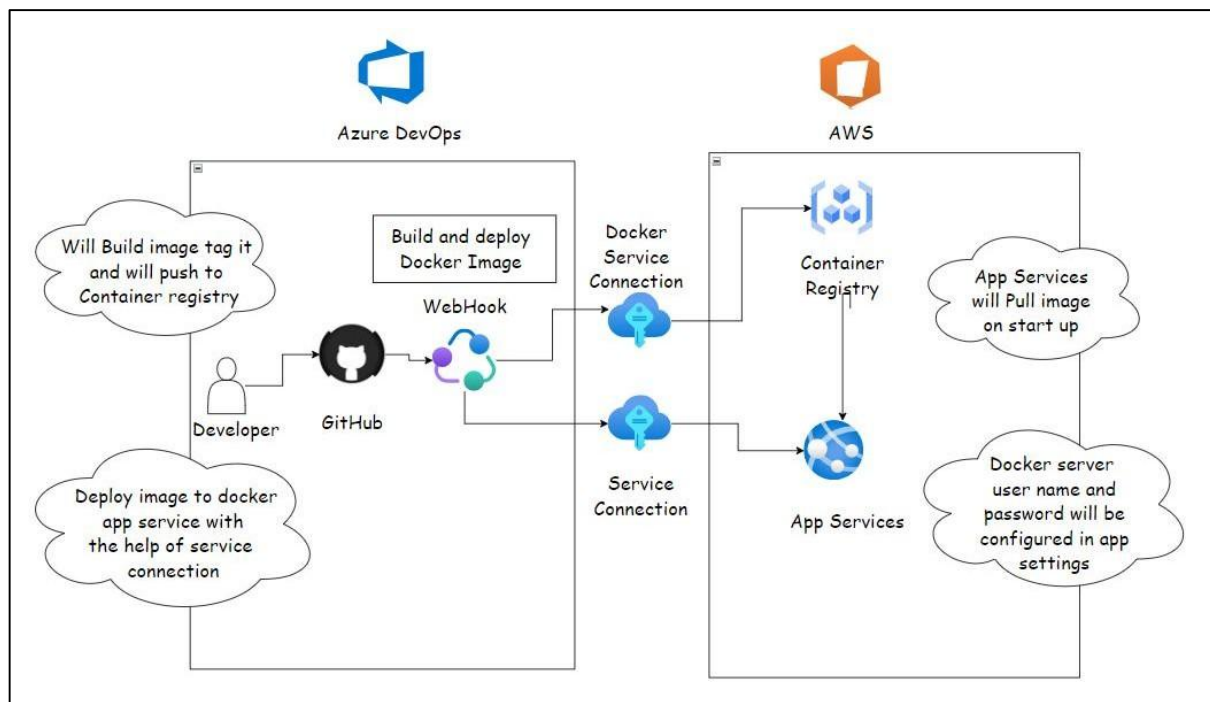 Azure DevOps
AWS
Will Build image tag it
and will push to
Container registry
Build and deploy
Docker Image
WebHook
Docker
Service
Connection
Container
Registry
App Services
will Pull image
on start up
Developer
GitHub
Deploy image to docker
app service with
the help of service
connection
Service
Connection
App Services
Docker server
user name and
password will be
configured in app
settings